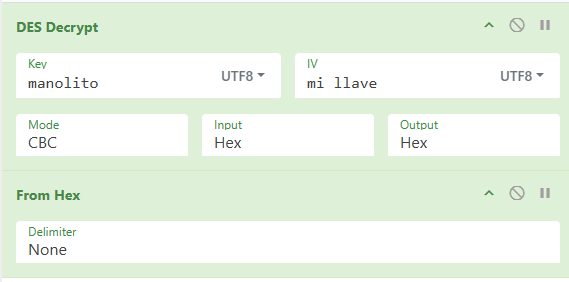 DES Decrypt
Key
manolito
UTF8
IV
mi llave
UTF8
Mode
CBC
Input
Hex
Output
Hex
From Hex
Delimiter
None